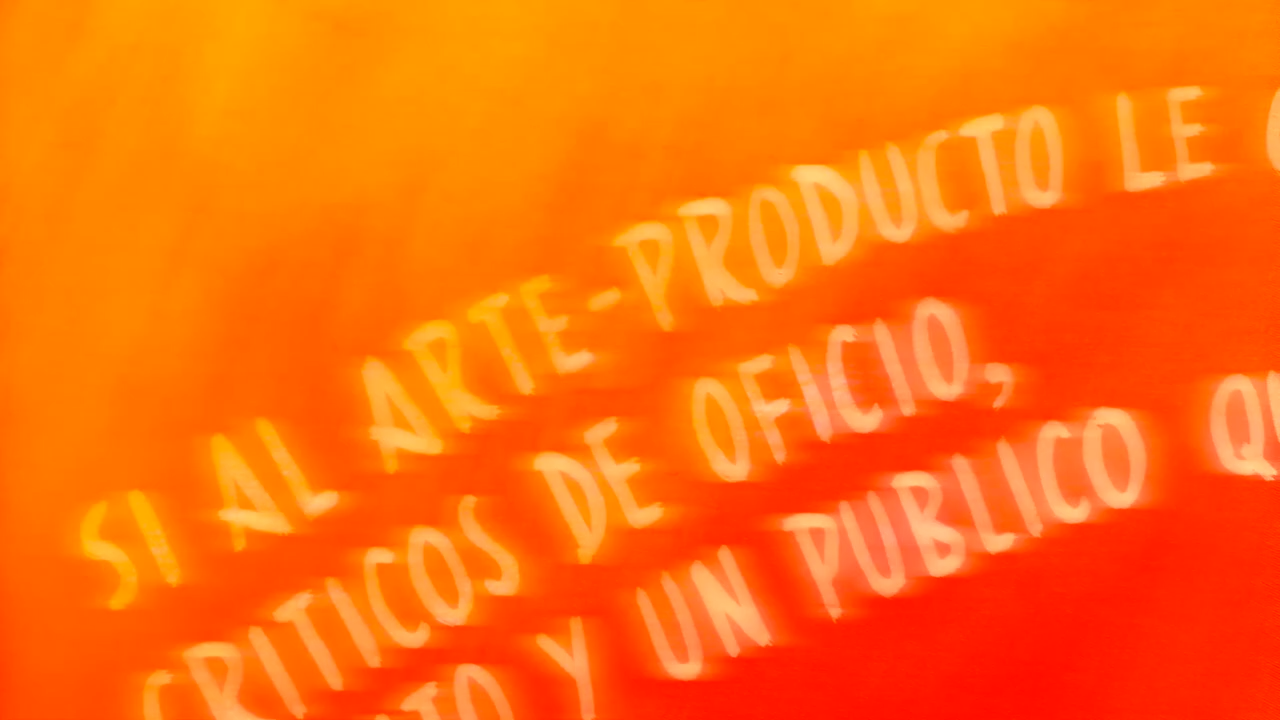 SI AL ARTE-PRODUCTO LE
CRITICOS DE OFICIO,
Y UN PUBLICO